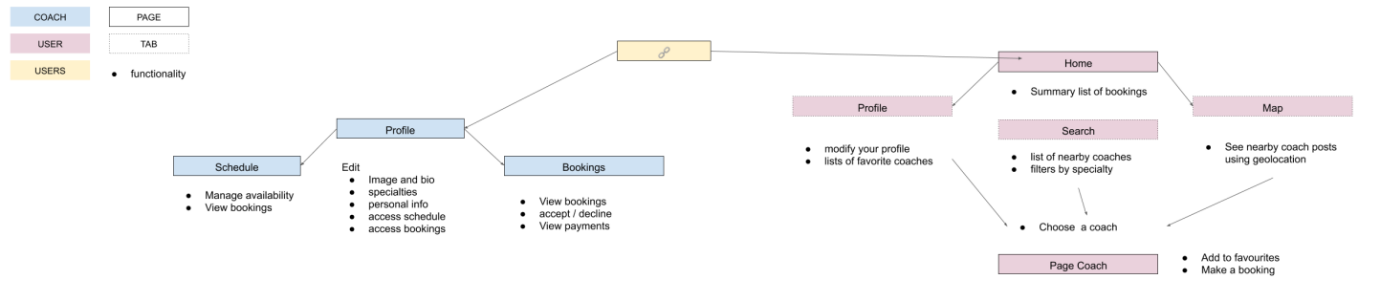 COACH
PAGE
USER
TAB
USERS
● functionality
Home
● Summary list of bookings
Profile
Map
Search
● modify your profile
● lists of favorite coaches
● list of nearby coaches
● filters by specialty
● See nearby coach posts
using geolocation
● Choose a coach
Page Coach
● Add to favourites
● Make a booking
Profile
Schedule
● Manage availability
● View bookings
Edit
● Image and bio
● specialties
● personal info
● access schedule
● access bookings
Bookings
● View bookings
● accept / decline
● View payments